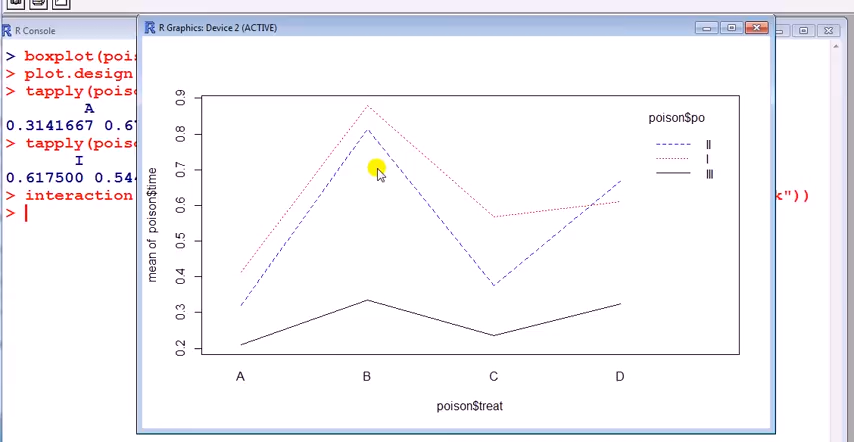 R Console
R Graphics: Device 2 (ACTIVE)
> boxplot(poi
> plot.design
> tapply(poiso
A
0.3141667 0.67
> tapply(poiso
I
0.617500 0.544
> interaction
k"))
>
0.9
0.8
0.7
0.6
0.5
0.4
0.3
0.2
mean of poison$time
poison$po
II
I
III
A B C D
poison$treat